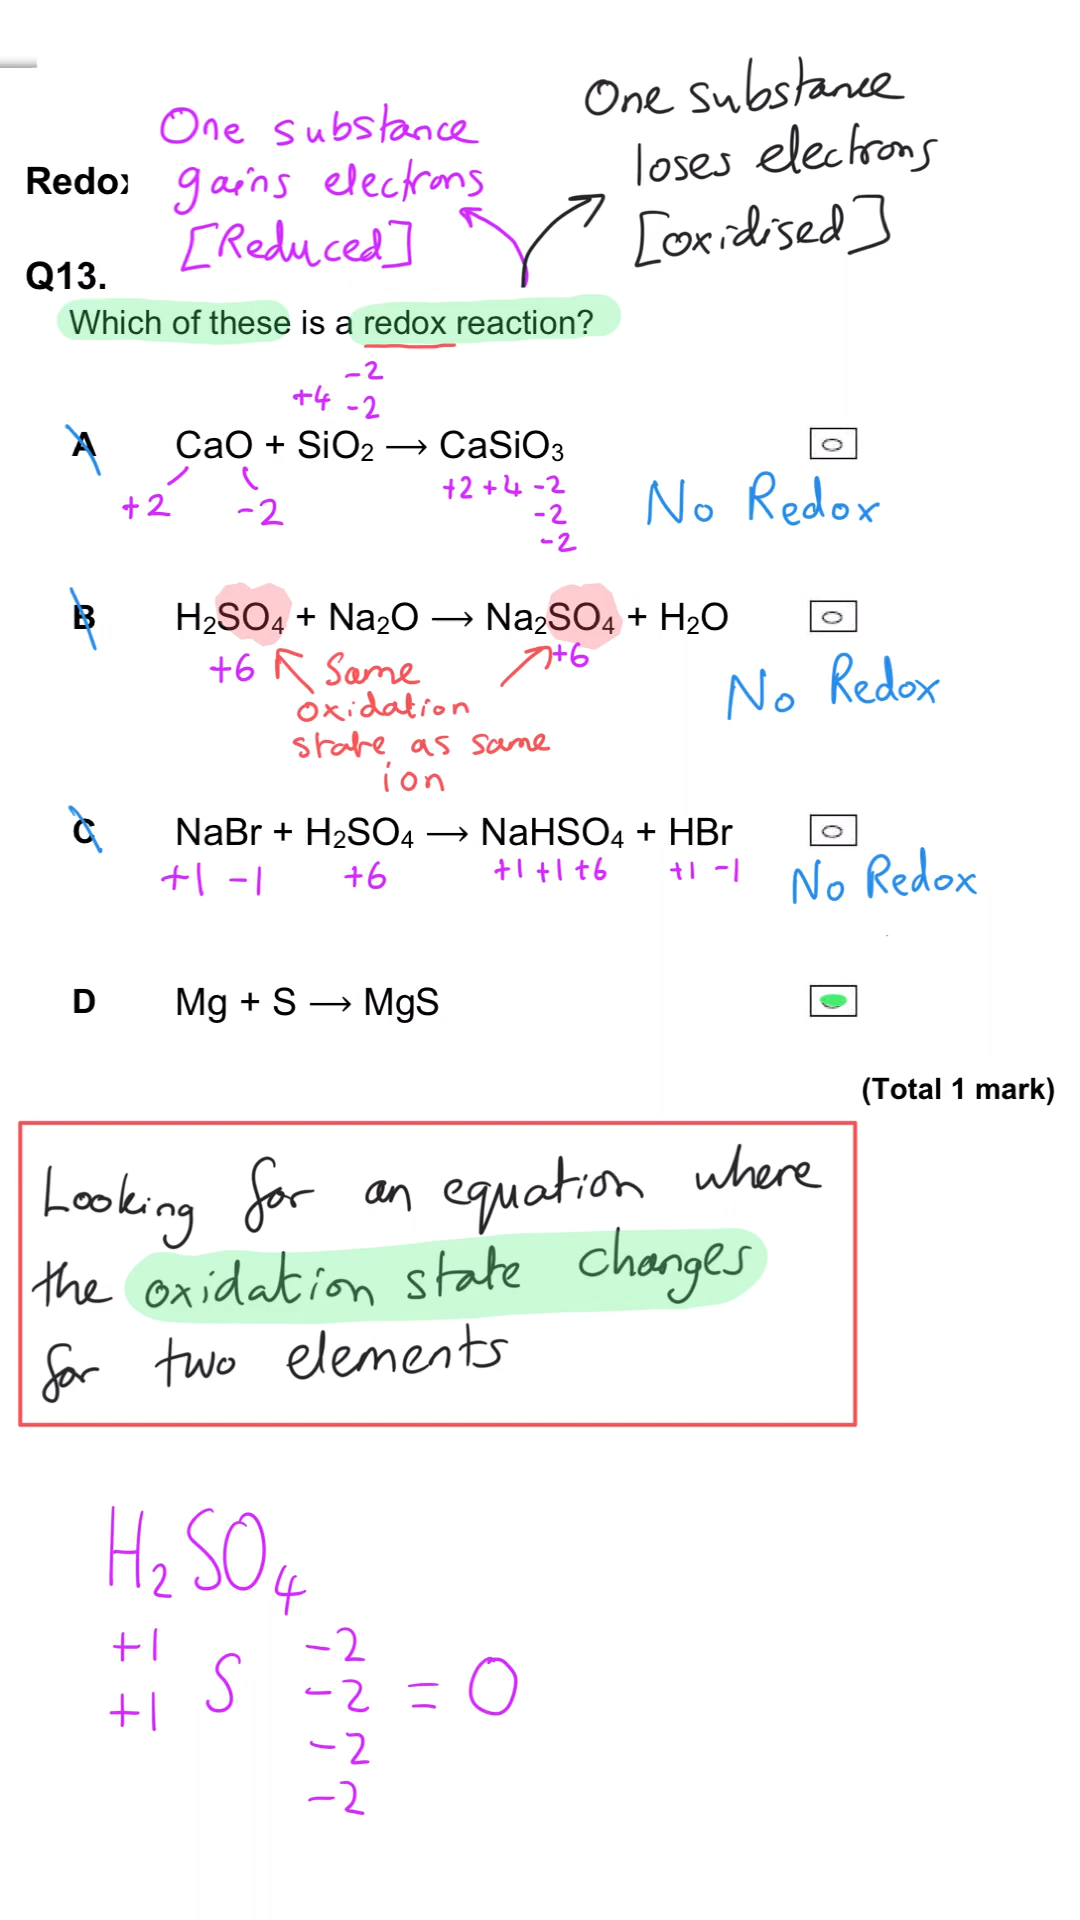 One substance
gains electrons
[Reduced]
One substance
loses electrons
[oxidised]
Redox
Q13.
Which of these is a redox reaction?
+4 -2
-2
A CaO + SiO₂ → CaSiO₃
+2 -2
+2 +4 -2
-2
-2
No Redox
B H₂SO₄ + Na₂O → Na₂SO₄ + H₂O
+6 Same +6
oxidation
state as same
ion
No Redox
C NaBr + H₂SO₄ → NaHSO₄ + HBr
+1 -1 +6 +1 +1 +6 +1 -1
No Redox
D Mg + S → MgS
(Total 1 mark)
Looking for an equation where
the oxidation state changes
for two elements
H₂SO₄
+1 -2
+1 S -2 = 0
-2
-2